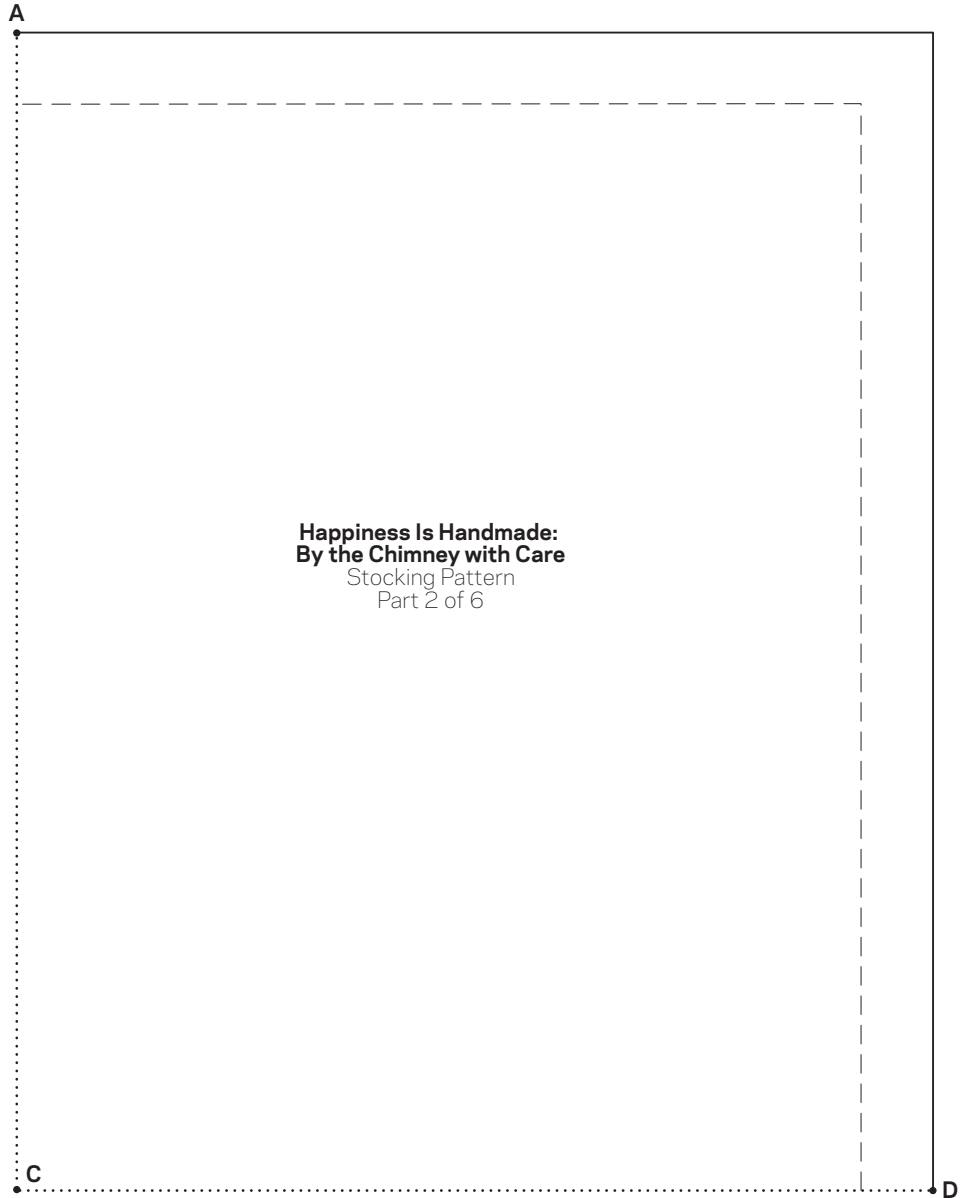 A
Happiness Is Handmade:
By the Chimney with Care
Stocking Pattern
Part 2 of 6
C
D